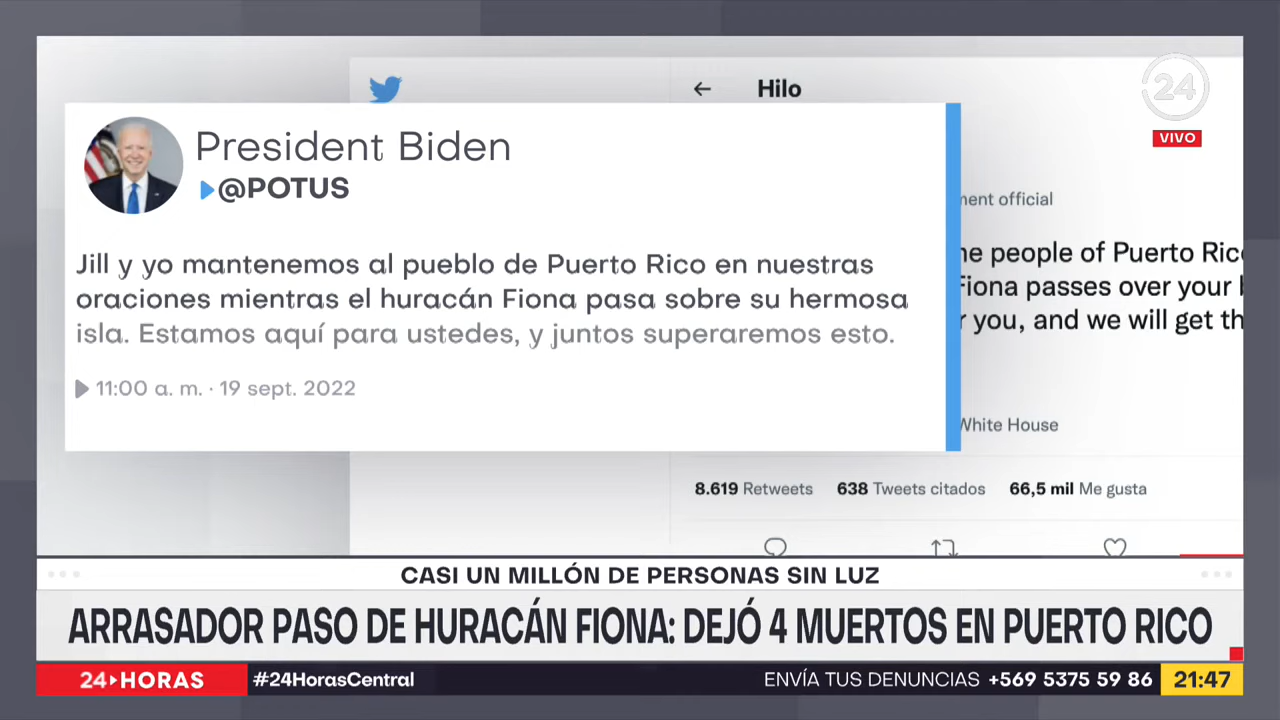 Hilo
24
VIVO
President Biden
@POTUS
Jill y yo mantenemos al pueblo de Puerto Rico en nuestras
oraciones mientras el huracán Fiona pasa sobre su hermosa
isla. Estamos aquí para ustedes, y juntos superaremos esto.
11:00 a. m. · 19 sept. 2022
official
people of Puerto
Fiona passes over your
you, and we will get
White House
8.619 Retweets 638 Tweets citados 66,5 mil Me gusta
CASI UN MILLÓN DE PERSONAS SIN LUZ
ARRASADOR PASO DE HURACÁN FIONA: DEJÓ 4 MUERTOS EN PUERTO RICO
24 HORAS #24HorasCentral ENVÍA TUS DENUNCIAS +569 5375 59 86 21:47